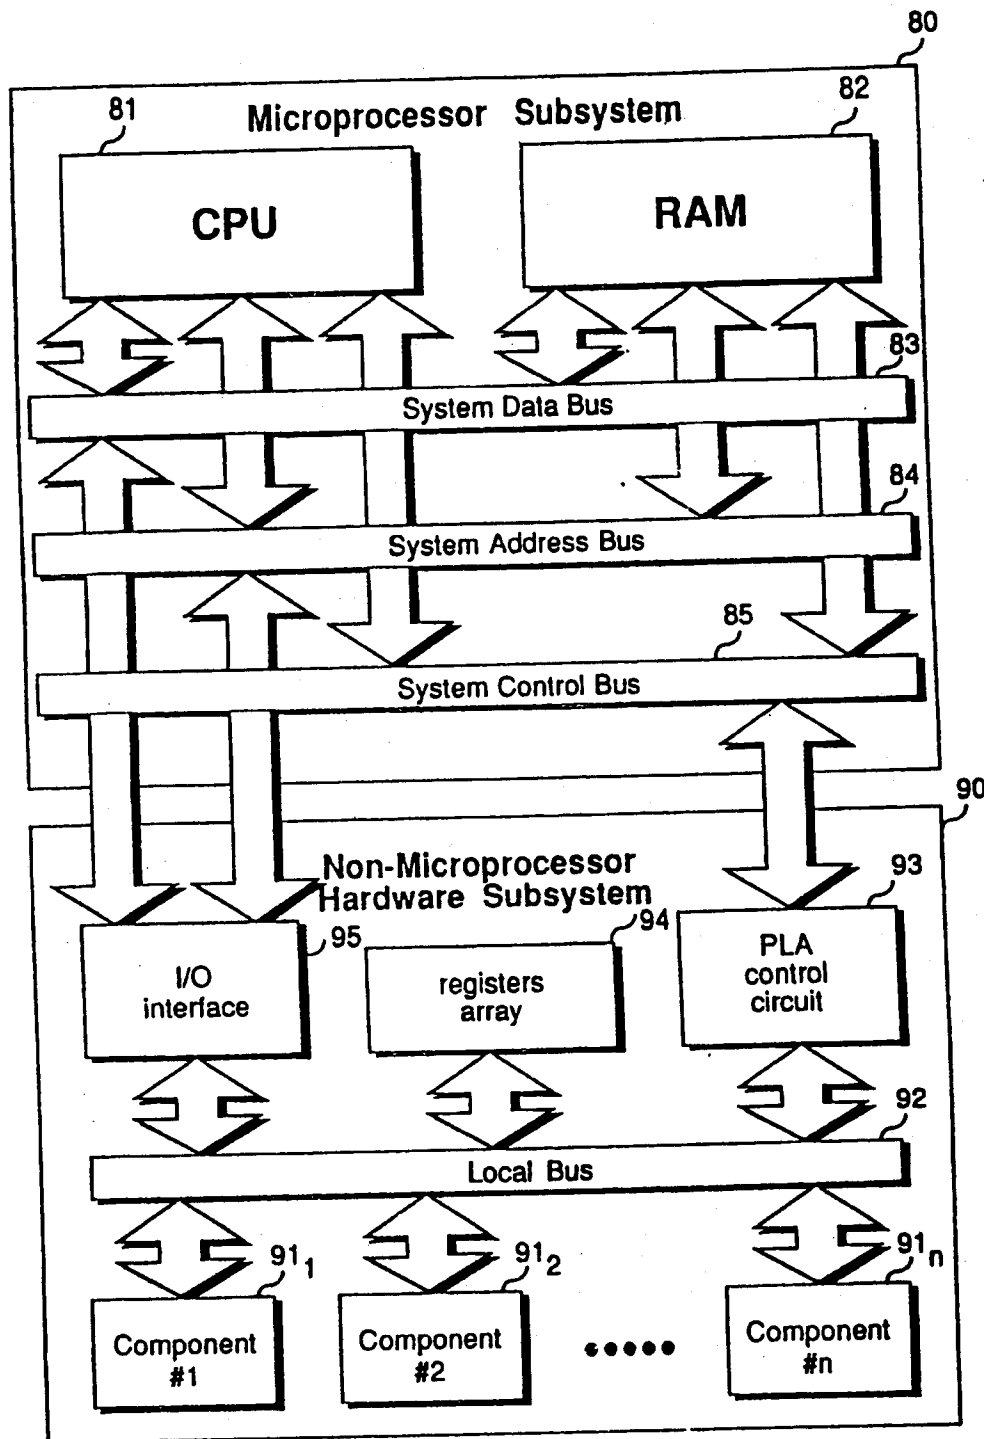 80
81
Microprocessor Subsystem
82
CPU
RAM
83
System Data Bus
84
System Address Bus
85
System Control Bus
90
Non-Microprocessor
Hardware Subsystem
93
95
94
I/O
interface
registers
array
PLA
control
circuit
92
Local Bus
91 1
91 2
91 n
Component
#1
Component
#2
Component
#n